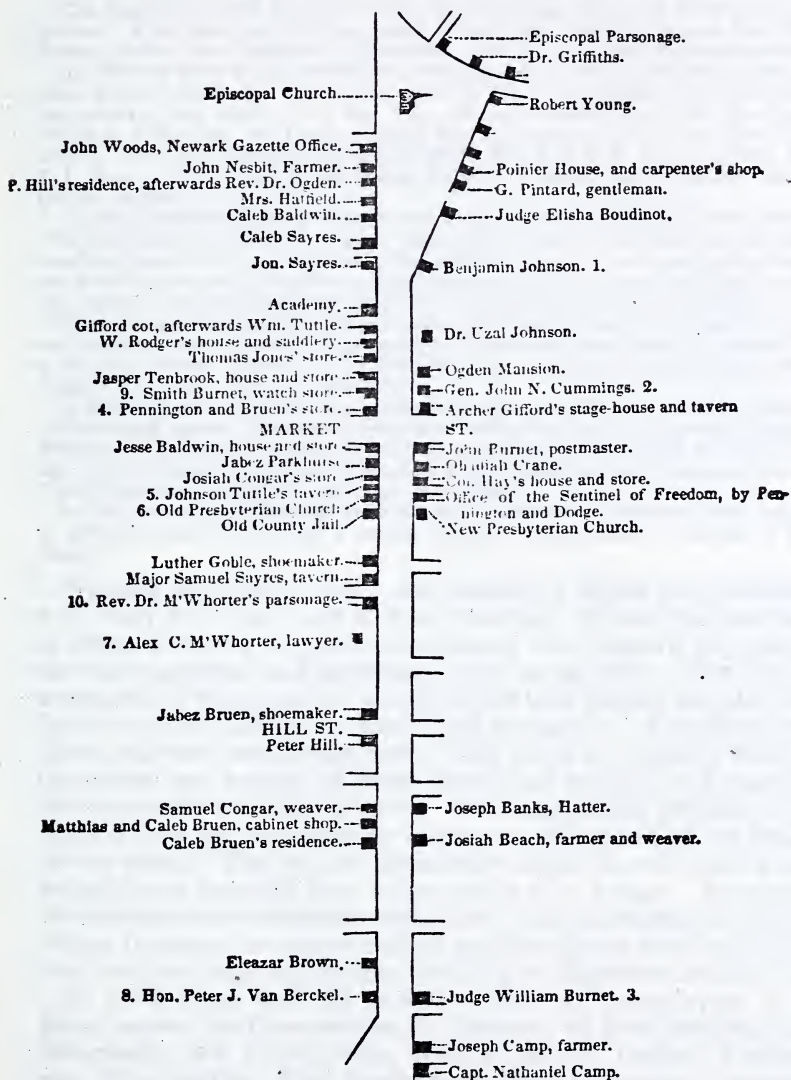 Episcopal Parsonage.
Dr. Griffiths.
Episcopal Church.
Robert Young.
John Woods, Newark Gazette Office.
John Nesbit, Farmer.
P. Hill's residence, afterwards Rev. Dr. Ogden.
Poinier House, and carpenter's shop.
Mrs. Hatfield.
G. Pintard, gentleman.
Caleb Baldwin.
Judge Elisha Boudinot.
Caleb Sayres.
Jon. Sayres.
Benjamin Johnson. 1.
Academy.
Gifford cot, afterwards Wm. Tuttle.
W. Rodger's house and saddlery.
Thomas Jones' store.
Dr. Uzal Johnson.
Jasper Tenbrook, house and store
9. Smith Burnet, watch store.
4. Pennington and Bruen's store.
Ogden Mansion.
Gen. John N. Cummings. 2.
Archer Gifford's stage-house and tavern
MARKET ST.
Jesse Baldwin, house and store
Jabez Parkhurst
Josiah Congar's store
5. Johnson Tuttle's tavern
6. Old Presbyterian Church
Old County Jail.
John Burnet, postmaster.
Obadiah Crane.
Col. Hay's house and store.
Office of the Sentinel of Freedom, by Pen-
nington and Dodge.
New Presbyterian Church.
Luther Goble, shoemaker.
Major Samuel Sayres, tavern.
10. Rev. Dr. M'Whorter's parsonage.
7. Alex C. M'Whorter, lawyer.
Jabez Bruen, shoemaker.
HILL ST.
Peter Hill.
Samuel Congar, weaver.
Matthias and Caleb Bruen, cabinet shop.
Caleb Bruen's residence.
Joseph Banks, Hatter.
Josiah Beach, farmer and weaver.
Eleazar Brown.
8. Hon. Peter J. Van Berckel.
Judge William Burnet. 3.
Joseph Camp, farmer.
Capt. Nathaniel Camp.